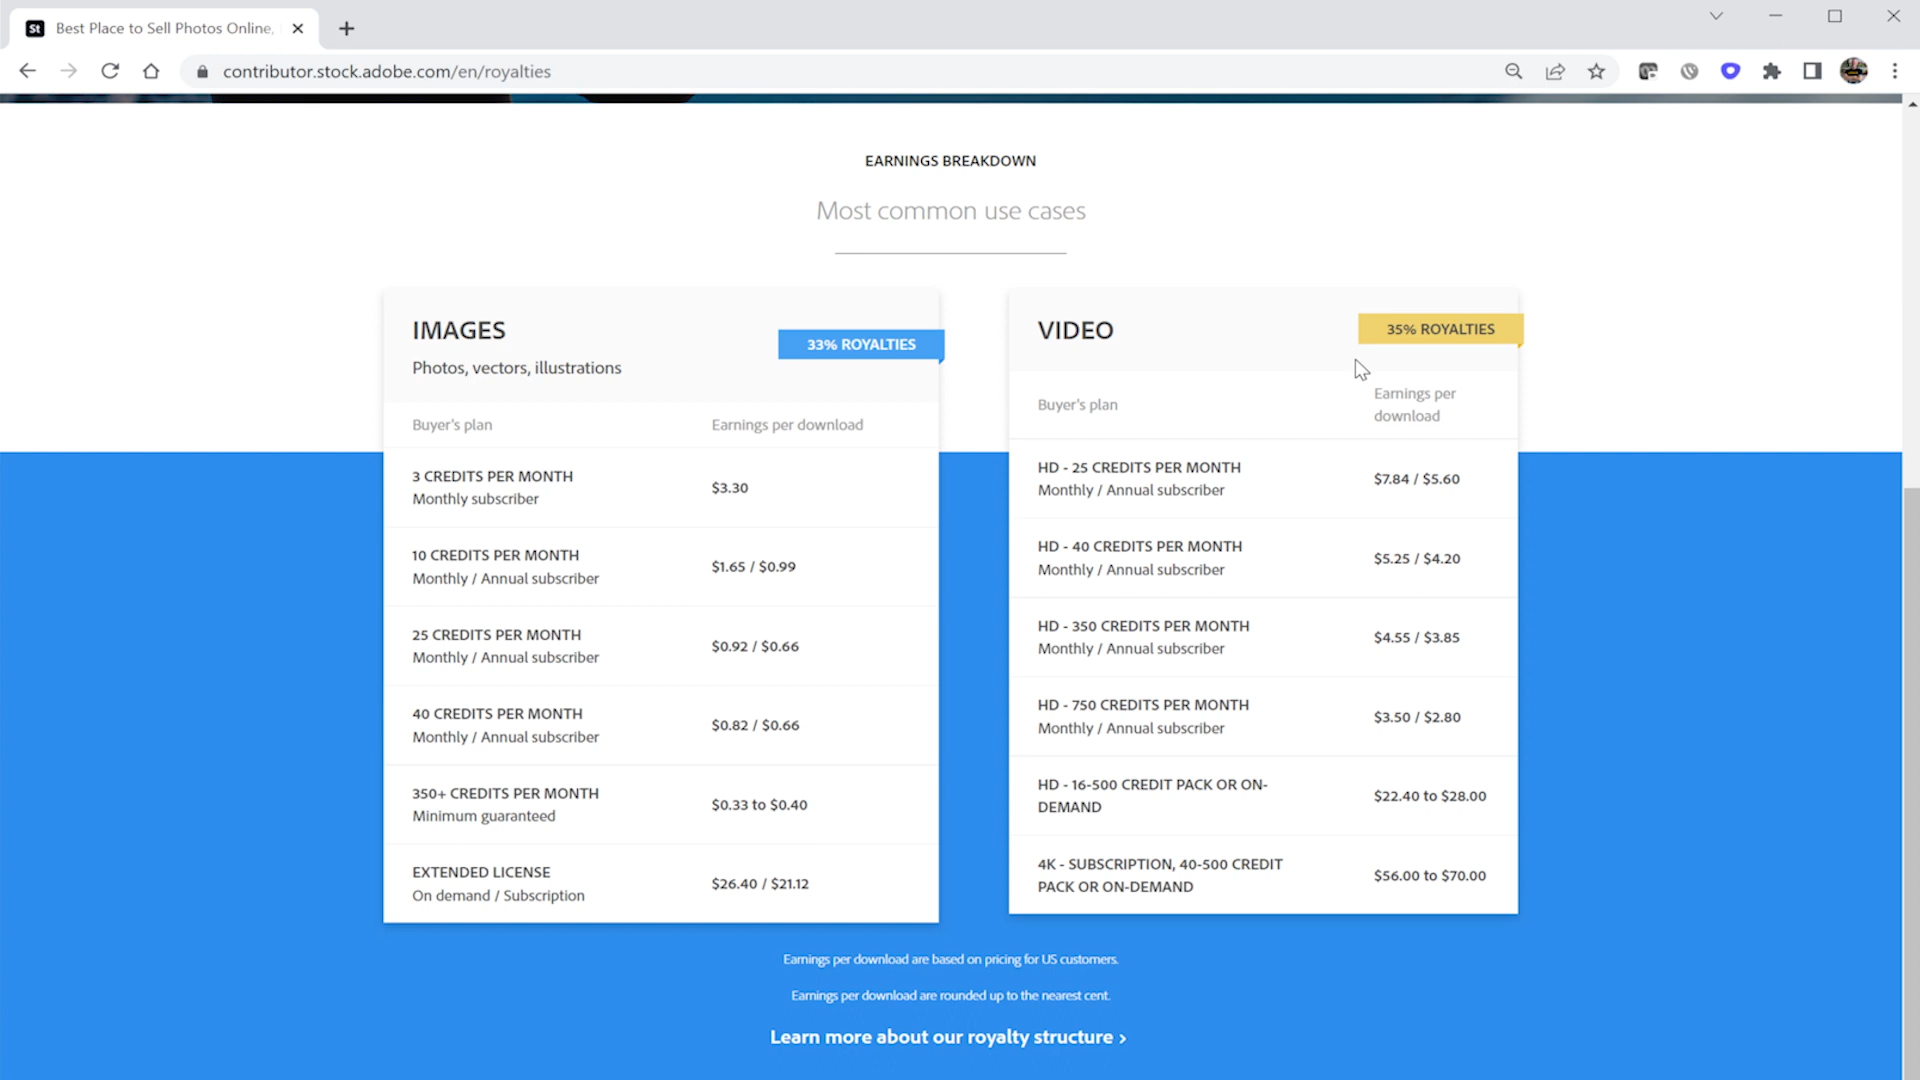 St Best Place to Sell Photos Online,
contributor.stock.adobe.com/en/royalties
EARNINGS BREAKDOWN
Most common use cases
IMAGES
33% ROYALTIES
Photos, vectors, illustrations
Buyer's plan Earnings per download
3 CREDITS PER MONTH
Monthly subscriber
$3.30
10 CREDITS PER MONTH
Monthly / Annual subscriber
$1.65 / $0.99
25 CREDITS PER MONTH
Monthly / Annual subscriber
$0.92 / $0.66
40 CREDITS PER MONTH
Monthly / Annual subscriber
$0.82 / $0.66
350+ CREDITS PER MONTH
Minimum guaranteed
$0.33 to $0.40
EXTENDED LICENSE
On demand / Subscription
$26.40 / $21.12
VIDEO
35% ROYALTIES
Buyer's plan
Earnings per
download
HD - 25 CREDITS PER MONTH
Monthly / Annual subscriber
$7.84 / $5.60
HD - 40 CREDITS PER MONTH
Monthly / Annual subscriber
$5.25 / $4.20
HD - 350 CREDITS PER MONTH
Monthly / Annual subscriber
$4.55 / $3.85
HD - 750 CREDITS PER MONTH
Monthly / Annual subscriber
$3.50 / $2.80
HD - 16-500 CREDIT PACK OR ON-
DEMAND
$22.40 to $28.00
4K - SUBSCRIPTION, 40-500 CREDIT
PACK OR ON-DEMAND
$56.00 to $70.00
Earnings per download are based on pricing for US customers.
Earnings per download are rounded up to the nearest cent.
Learn more about our royalty structure ›